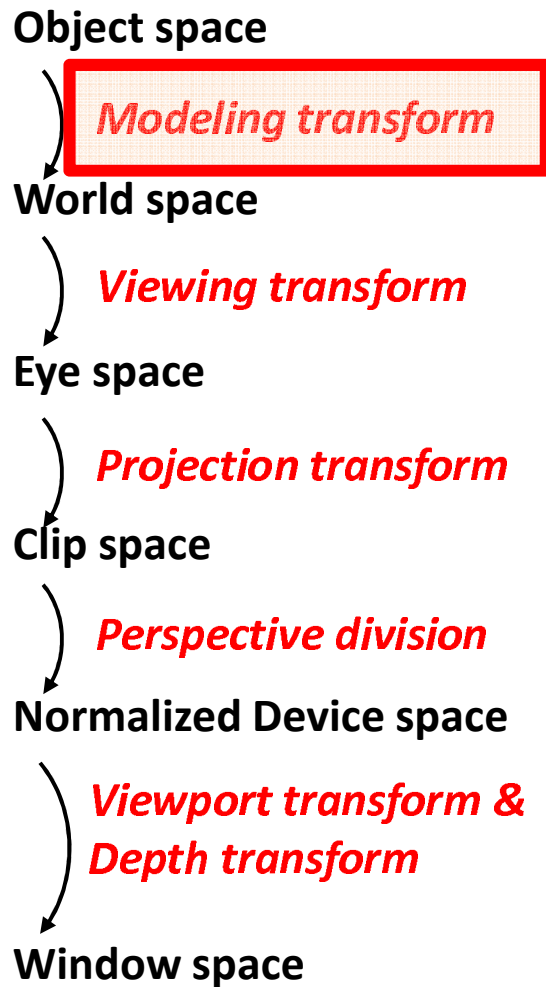 Object space
Modeling transform
World space
Viewing transform
Eye space
Projection transform
Clip space
Perspective division
Normalized Device space
Viewport transform &
Depth transform
Window space